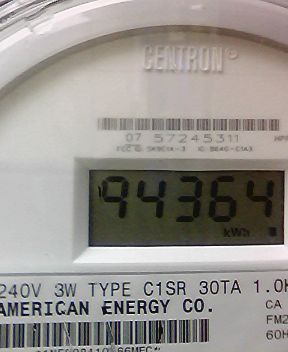 CENTRON
07 57245311
94364
kWh
240V 3W TYPE C1SR 30TA 1.0K
AMERICAN ENERGY CO.
CA
FM2
60H